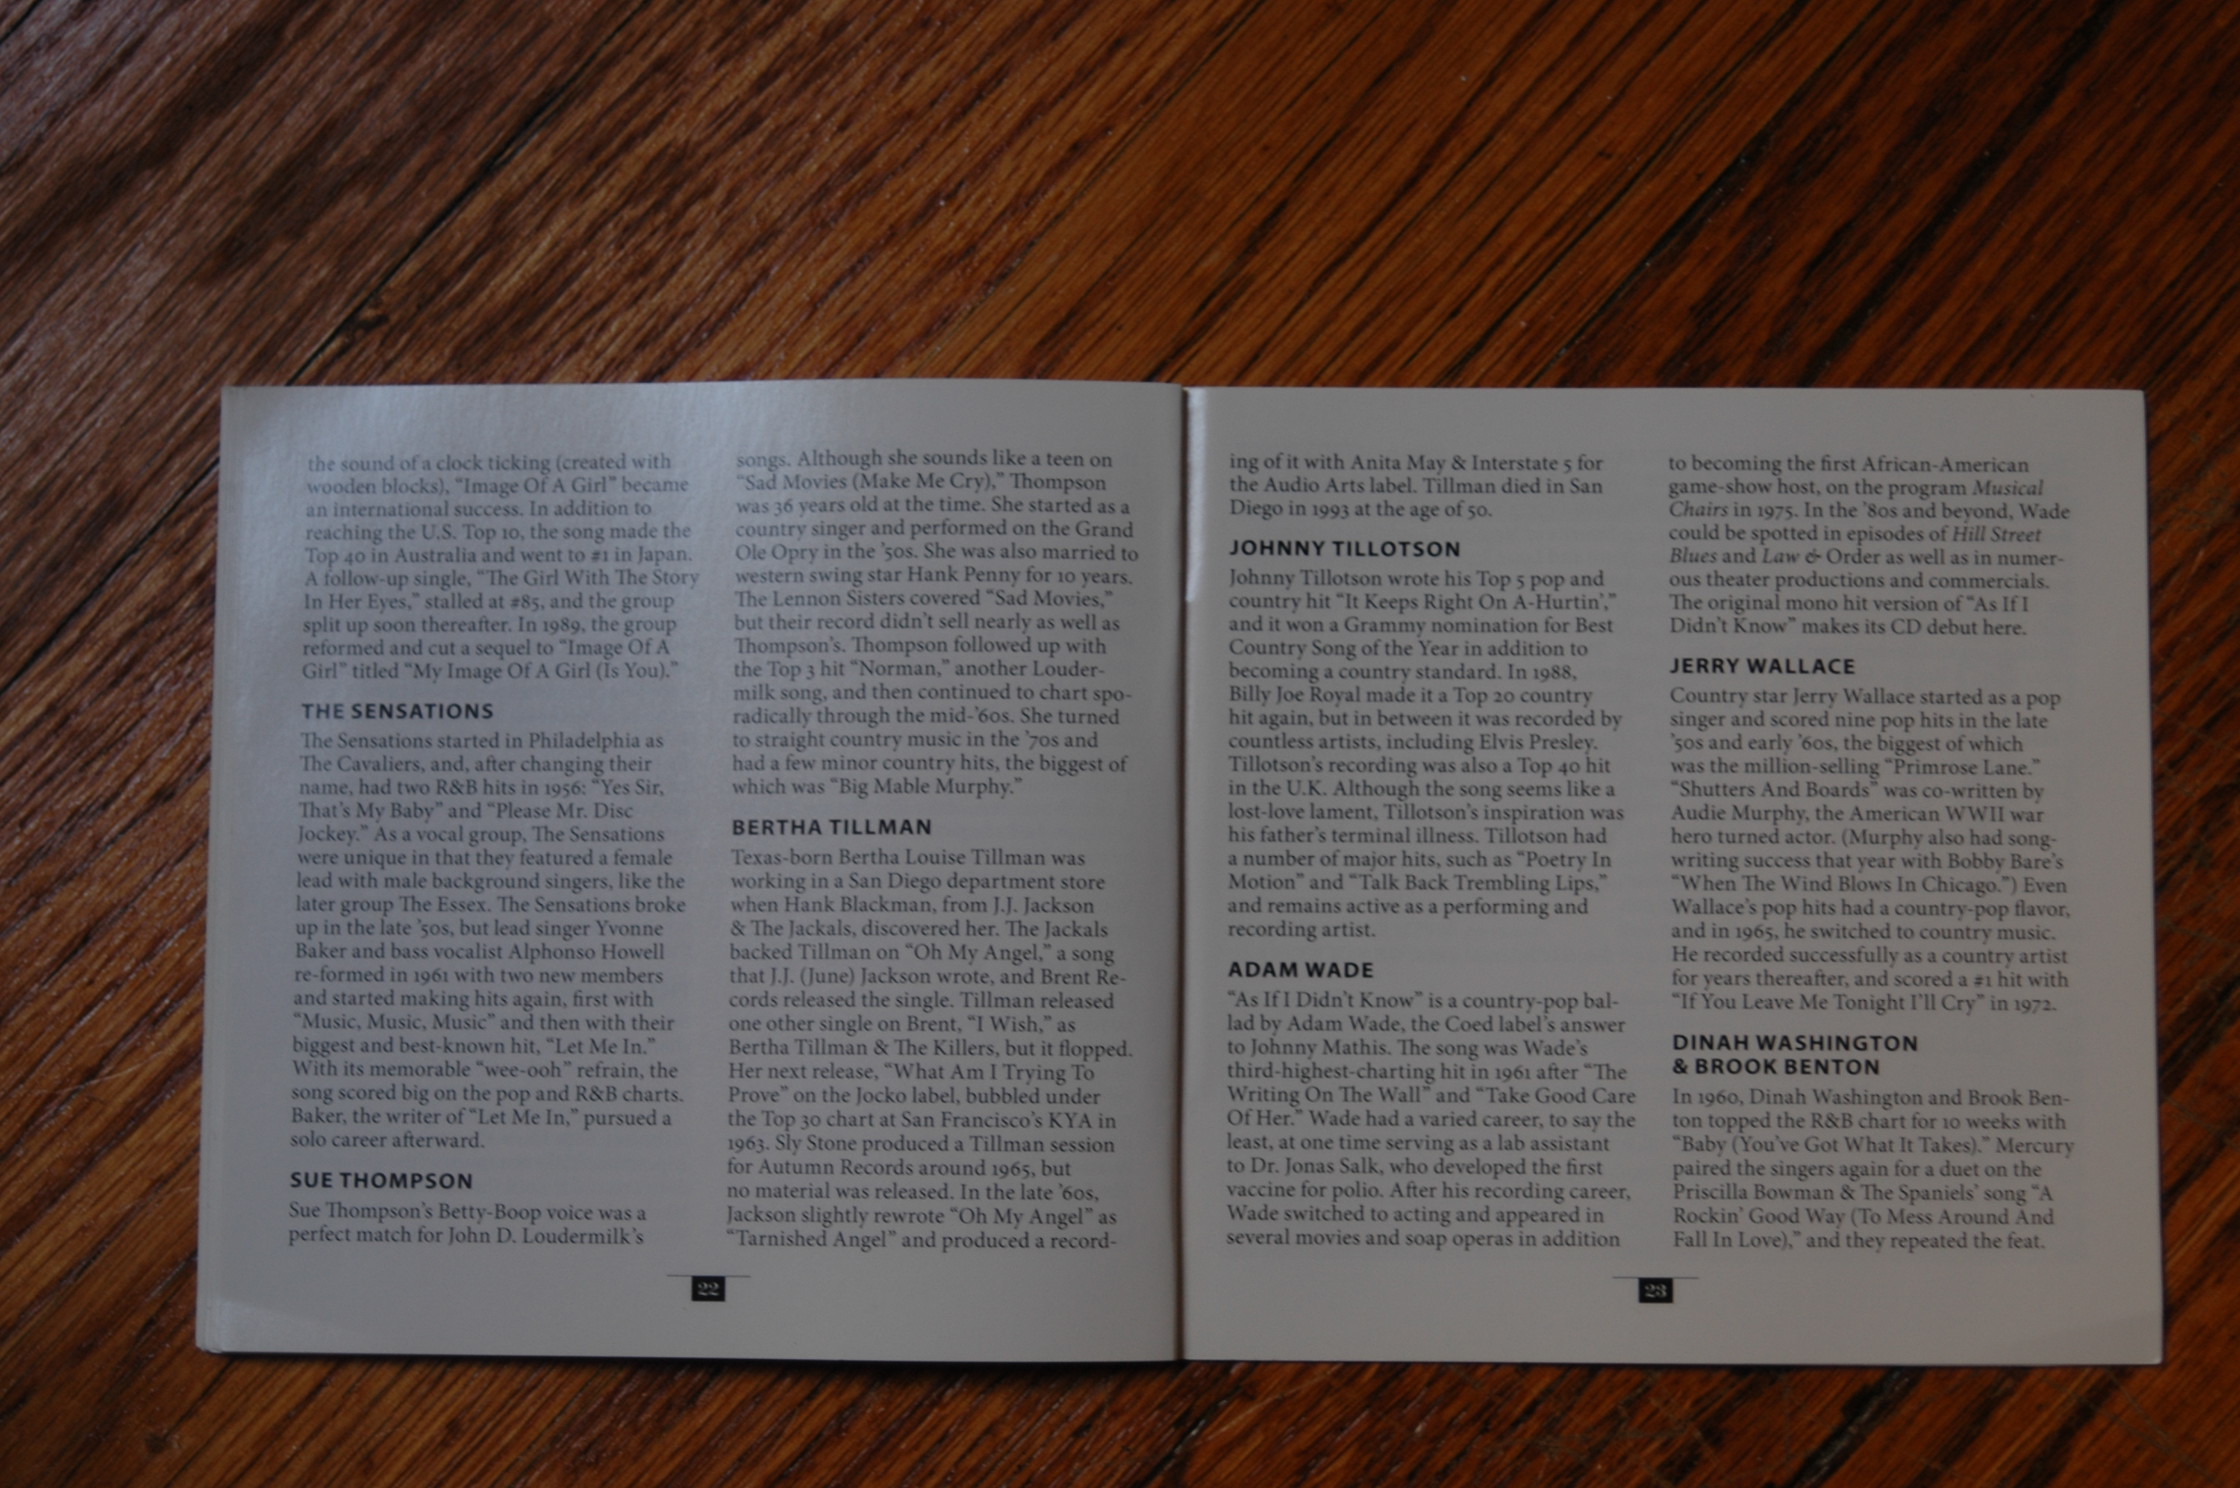 the sound of a clock ticking (created with
wooden blocks), “Image Of A Girl” became
an international success. In addition to
reaching the U.S. Top 10, the song made the
Top 40 in Australia and went to #1 in Japan.
A follow-up single, “The Girl With The Story
In Her Eyes,” stalled at #85, and the group
split up soon thereafter. In 1989, the group
reformed and cut a sequel to “Image Of A
Girl” titled “My Image Of A Girl (Is You).”
THE SENSATIONS
The Sensations started in Philadelphia as
The Cavaliers, and, after changing their
name, had two R&B hits in 1956: “Yes Sir,
That’s My Baby” and “Please Mr. Disc
Jockey.” As a vocal group, The Sensations
were unique in that they featured a female
lead with male background singers, like the
later group The Essex. The Sensations broke
up in the late ’50s, but lead singer Yvonne
Baker and bass vocalist Alphonso Howell
re-formed in 1961 with two new members
and started making hits again, first with
“Music, Music, Music” and then with their
biggest and best-known hit, “Let Me In.”
With its memorable “wee-ooh” refrain, the
song scored big on the pop and R&B charts.
Baker, the writer of “Let Me In,” pursued a
solo career afterward.
SUE THOMPSON
Sue Thompson’s Betty-Boop voice was a
perfect match for John D. Loudermilk’s
songs. Although she sounds like a teen on
“Sad Movies (Make Me Cry),” Thompson
was 36 years old at the time. She started as a
country singer and performed on the Grand
Ole Opry in the ’50s. She was also married to
western swing star Hank Penny for 10 years.
The Lennon Sisters covered “Sad Movies,”
but their record didn’t sell nearly as well as
Thompson’s. Thompson followed up with
the Top 3 hit “Norman,” another Louder-
milk song, and then continued to chart spo-
radically through the mid-’60s. She turned
to straight country music in the ’70s and
had a few minor country hits, the biggest of
which was “Big Mable Murphy.”
BERTHA TILLMAN
Texas-born Bertha Louise Tillman was
working in a San Diego department store
when Hank Blackman, from J.J. Jackson
& The Jackals, discovered her. The Jackals
backed Tillman on “Oh My Angel,” a song
that J.J. (June) Jackson wrote, and Brent Re-
cords released the single. Tillman released
one other single on Brent, “I Wish,” as
Bertha Tillman & The Killers, but it flopped.
Her next release, “What Am I Trying To
Prove” on the Jocko label, bubbled under
the Top 30 chart at San Francisco’s KYA in
1963. Sly Stone produced a Tillman session
for Autumn Records around 1965, but
no material was released. In the late ’60s,
Jackson slightly rewrote “Oh My Angel” as
“Tarnished Angel” and produced a record-
22
ing of it with Anita May & Interstate 5 for
the Audio Arts label. Tillman died in San
Diego in 1993 at the age of 50.
JOHNNY TILLOTSON
Johnny Tillotson wrote his Top 5 pop and
country hit “It Keeps Right On A-Hurtin’,”
and it won a Grammy nomination for Best
Country Song of the Year in addition to
becoming a country standard. In 1988,
Billy Joe Royal made it a Top 20 country
hit again, but in between it was recorded by
countless artists, including Elvis Presley.
Tillotson’s recording was also a Top 40 hit
in the U.K. Although the song seems like a
lost-love lament, Tillotson’s inspiration was
his father’s terminal illness. Tillotson had
a number of major hits, such as “Poetry In
Motion” and “Talk Back Trembling Lips,”
and remains active as a performing and
recording artist.
ADAM WADE
“As If I Didn’t Know” is a country-pop bal-
lad by Adam Wade, the Coed label’s answer
to Johnny Mathis. The song was Wade’s
third-highest-charting hit in 1961 after “The
Writing On The Wall” and “Take Good Care
Of Her.” Wade had a varied career, to say the
least, at one time serving as a lab assistant
to Dr. Jonas Salk, who developed the first
vaccine for polio. After his recording career,
Wade switched to acting and appeared in
several movies and soap operas in addition
to becoming the first African-American
game-show host, on the program Musical
Chairs in 1975. In the ’80s and beyond, Wade
could be spotted in episodes of Hill Street
Blues and Law & Order as well as in numer-
ous theater productions and commercials.
The original mono hit version of “As If I
Didn’t Know” makes its CD debut here.
JERRY WALLACE
Country star Jerry Wallace started as a pop
singer and scored nine pop hits in the late
’50s and early ’60s, the biggest of which
was the million-selling “Primrose Lane.”
“Shutters And Boards” was co-written by
Audie Murphy, the American WWII war
hero turned actor. (Murphy also had song-
writing success that year with Bobby Bare’s
“When The Wind Blows In Chicago.”) Even
Wallace’s pop hits had a country-pop flavor,
and in 1965, he switched to country music.
He recorded successfully as a country artist
for years thereafter, and scored a #1 hit with
“If You Leave Me Tonight I’ll Cry” in 1972.
DINAH WASHINGTON
& BROOK BENTON
In 1960, Dinah Washington and Brook Ben-
ton topped the R&B chart for 10 weeks with
“Baby (You’ve Got What It Takes).” Mercury
paired the singers again for a duet on the
Priscilla Bowman & The Spaniels’ song “A
Rockin’ Good Way (To Mess Around And
Fall In Love),” and they repeated the feat.
23